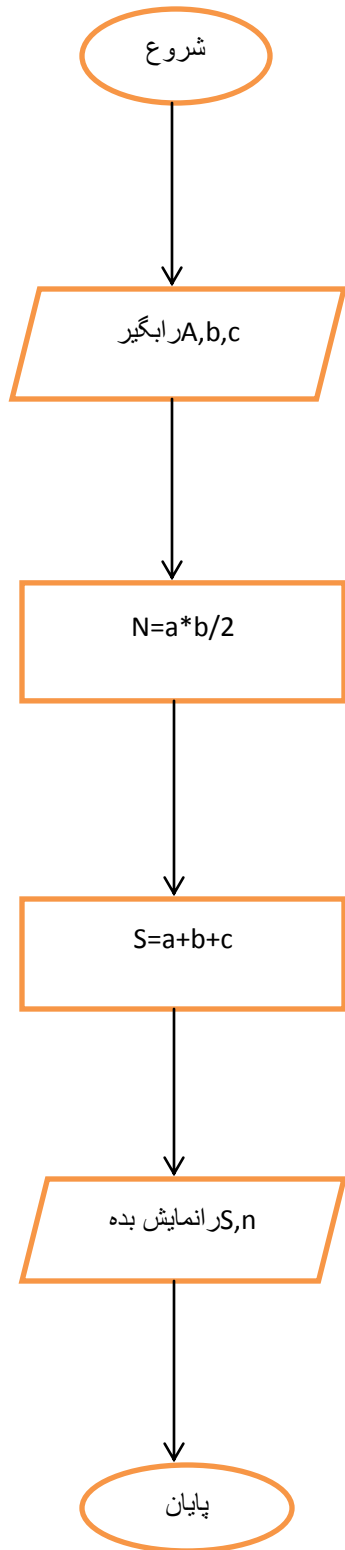 شروع
A,b,cرابگیر
N=a*b/2
S=a+b+c
S,nرانمایش بده
پایان